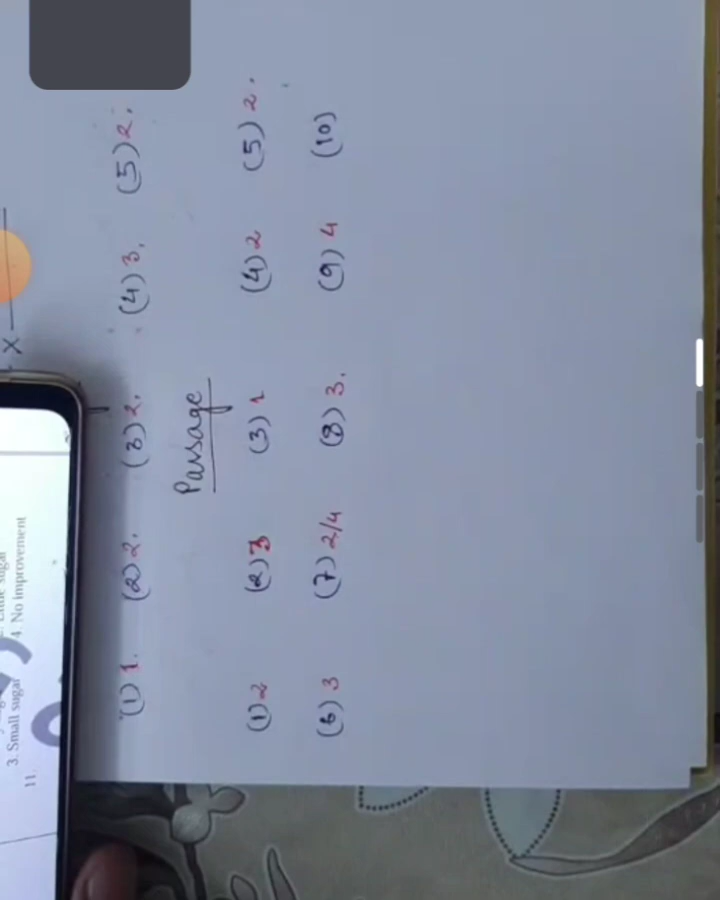 X
(1) 1. (2) 2. (3) 2. (4) 3. (5) 2.
Passage
(1) 2 (2) 3 (3) 1 (4) 2 (5) 2.
(6) 3 (7) 2/4 (8) 3. (9) 4 (10)
sugar
3. Small sugar 4. No improvement
11.